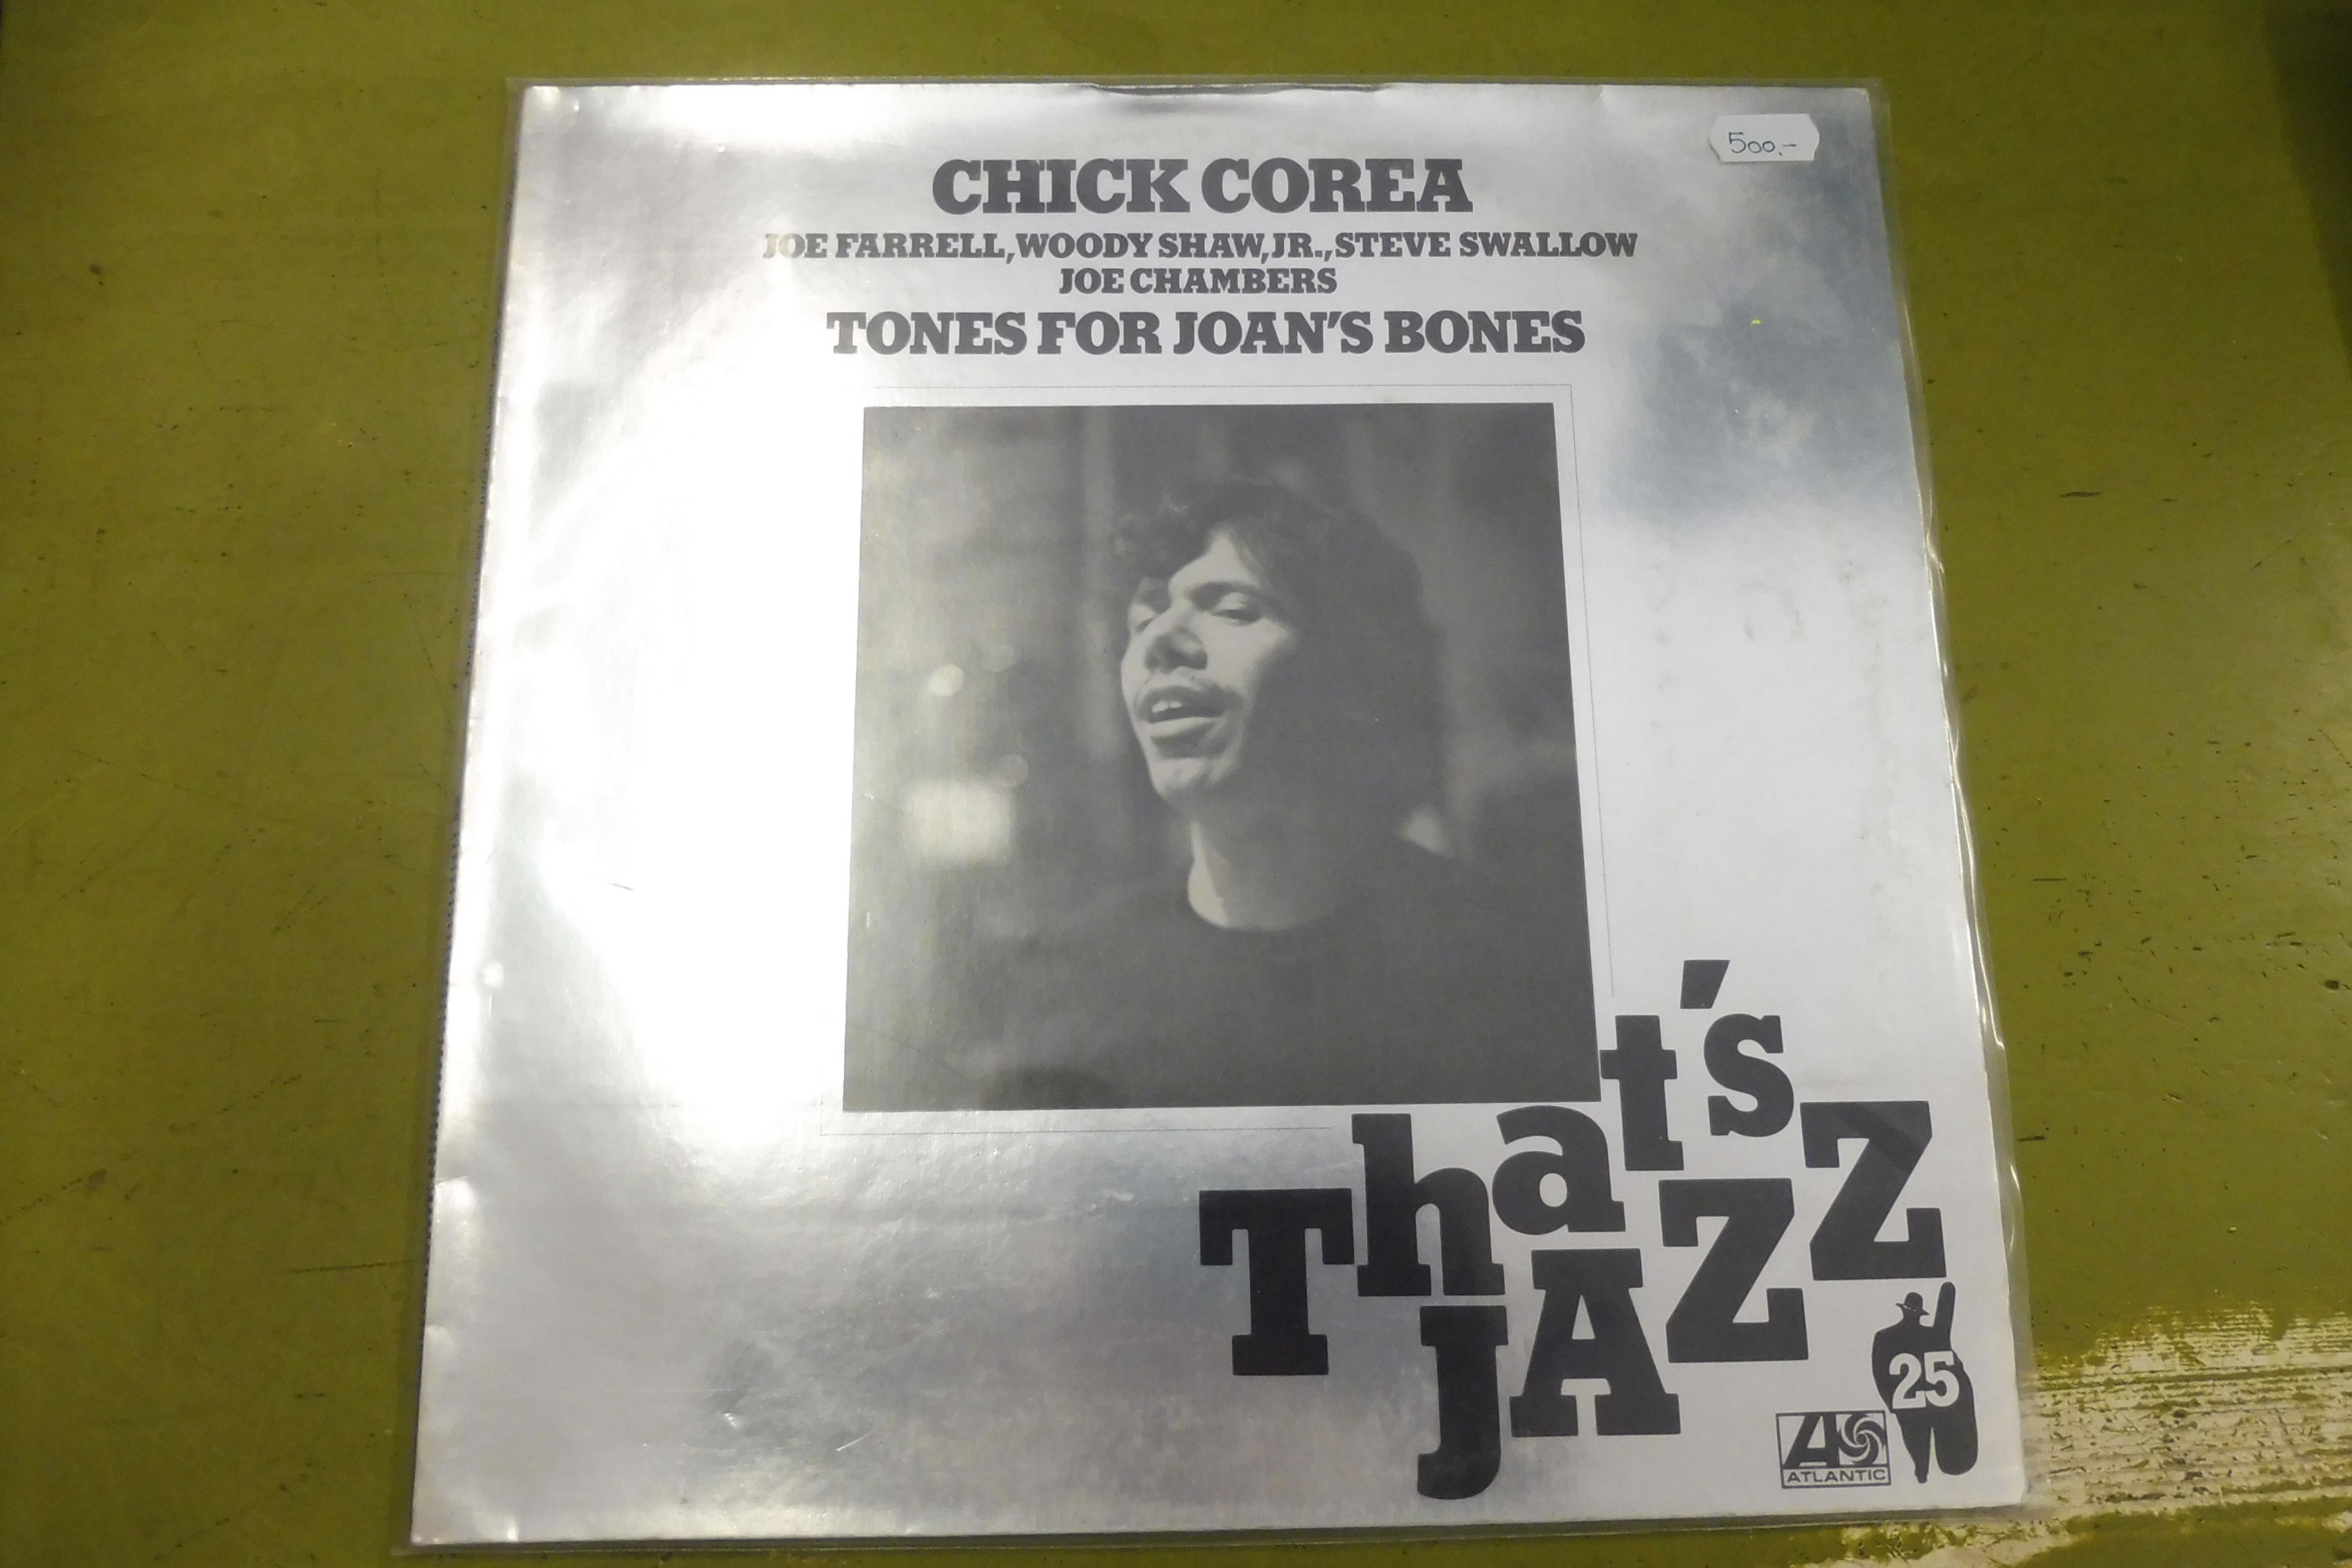 500.-
CHICK COREA
JOE FARRELL, WOODY SHAW, JR., STEVE SWALLOW
JOE CHAMBERS
TONES FOR JOAN'S BONES
That's
jAZZ
25
ATLANTIC